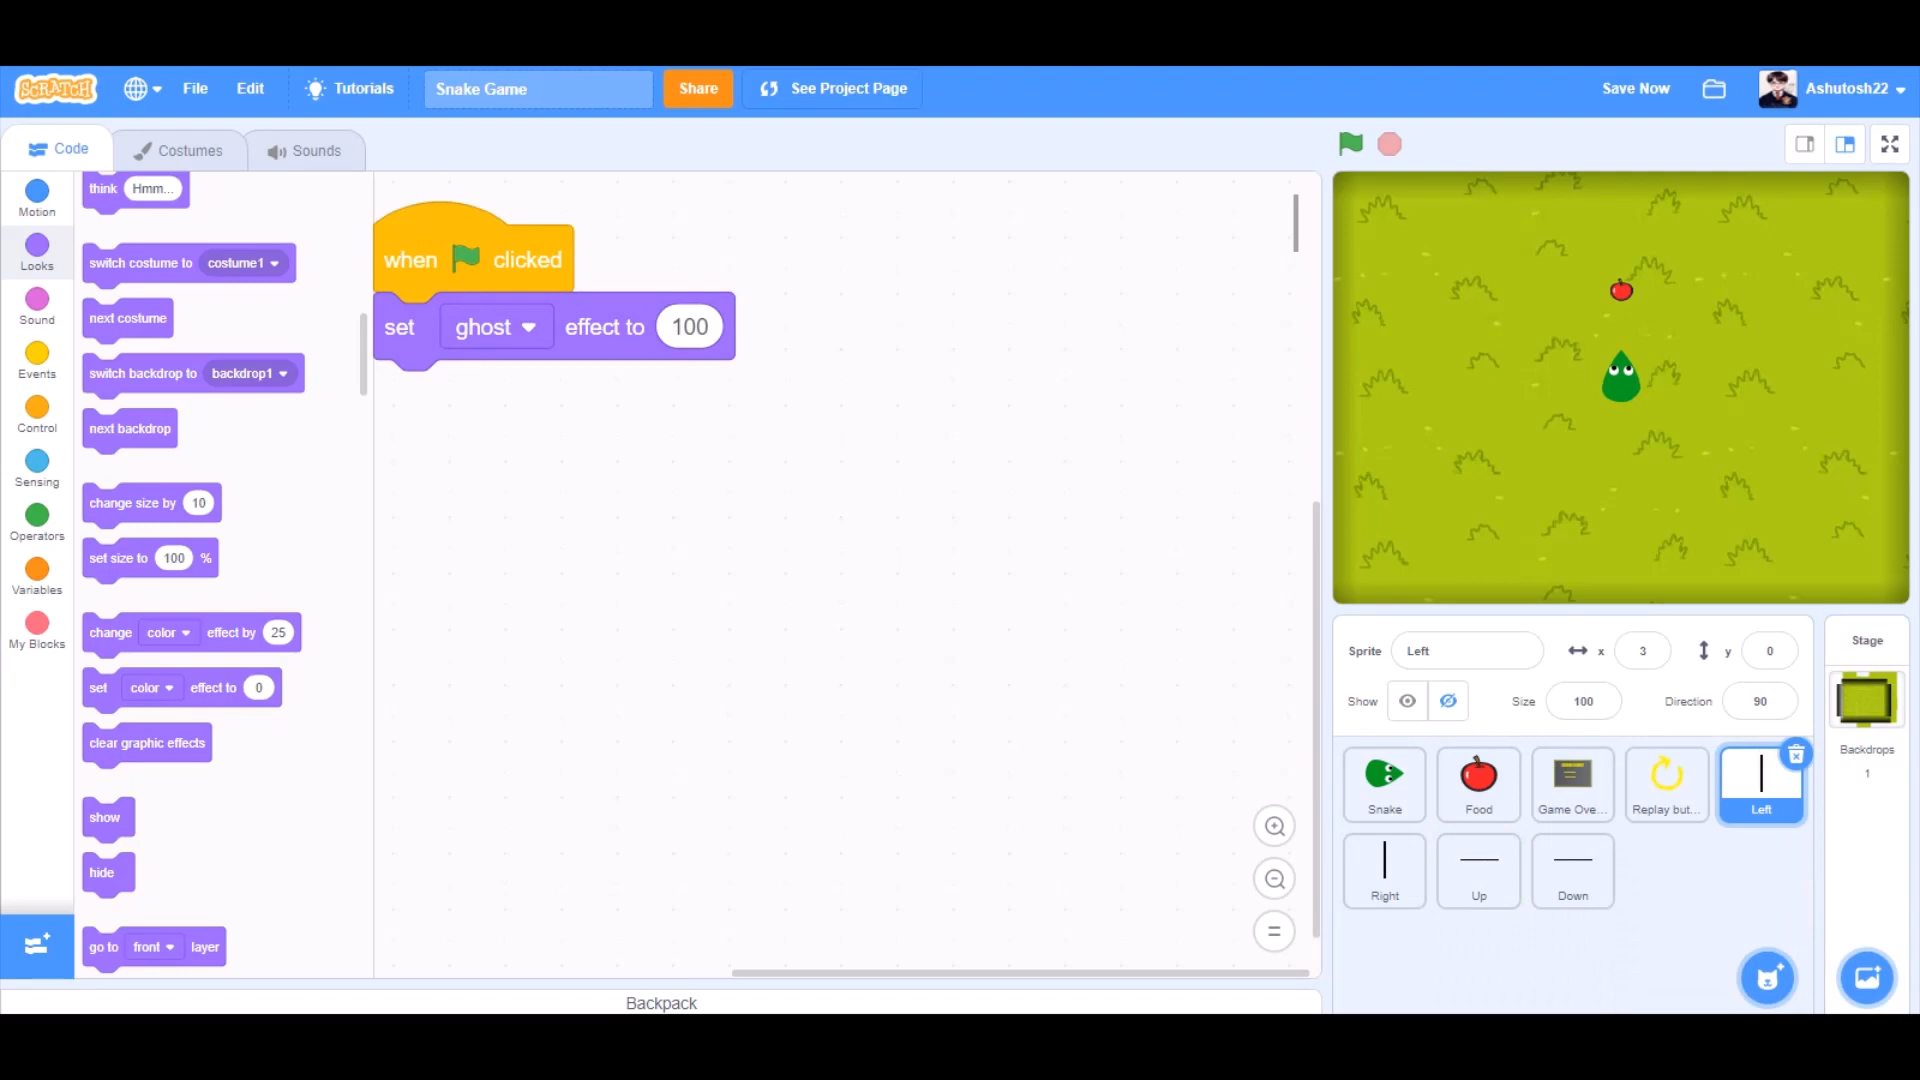 SCRATCH File Edit Tutorials Snake Game Share See Project Page Save Now Ashutosh22
Code Costumes Sounds
Motion
Looks
Sound
Events
Control
Sensing
Operators
Variables
My Blocks
think Hmm...
switch costume to costume1
next costume
switch backdrop to backdrop1
next backdrop
change size by 10
set size to 100 %
change color effect by 25
set color effect to 0
clear graphic effects
show
hide
go to front layer
when clicked
set ghost effect to 100
Backpack
Sprite Left x 3 y 0
Show Size 100 Direction 90
Snake Food Game Ove... Replay but... Left
Right Up Down
Stage
Backdrops
1